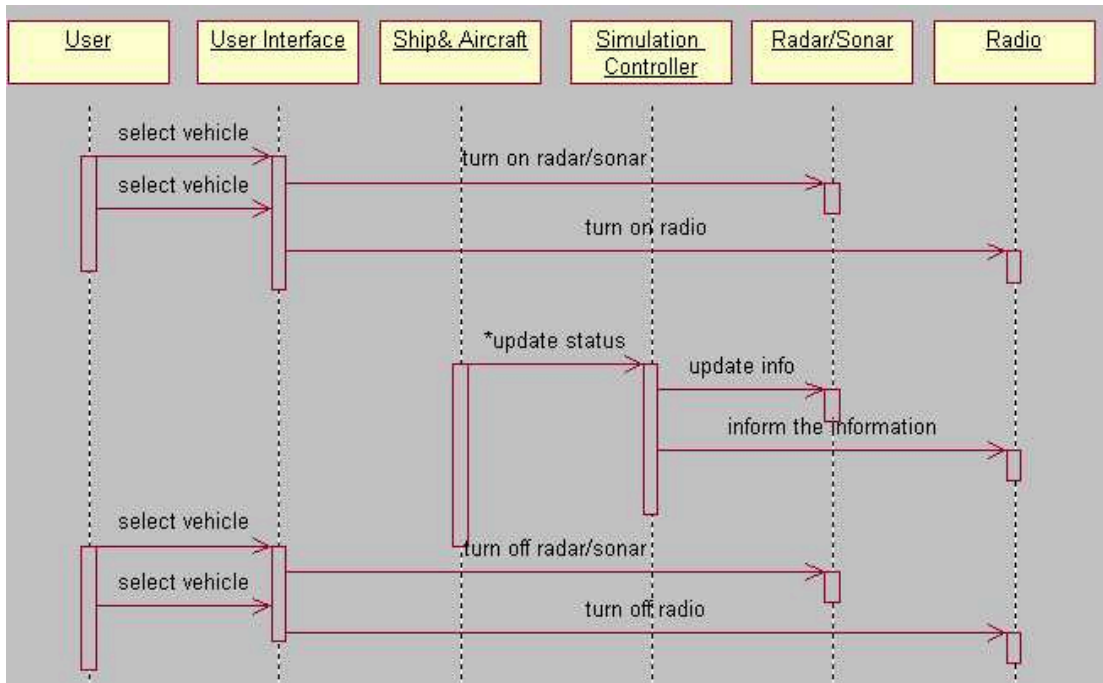 User
User Interface
Ship& Aircraft
Simulation
Controller
Radar/Sonar
Radio
select vehicle
turn on radar/sonar
select vehicle
turn on radio
*update status
update info
inform the information
select vehicle
turn off radar/sonar
select vehicle
turn off radio